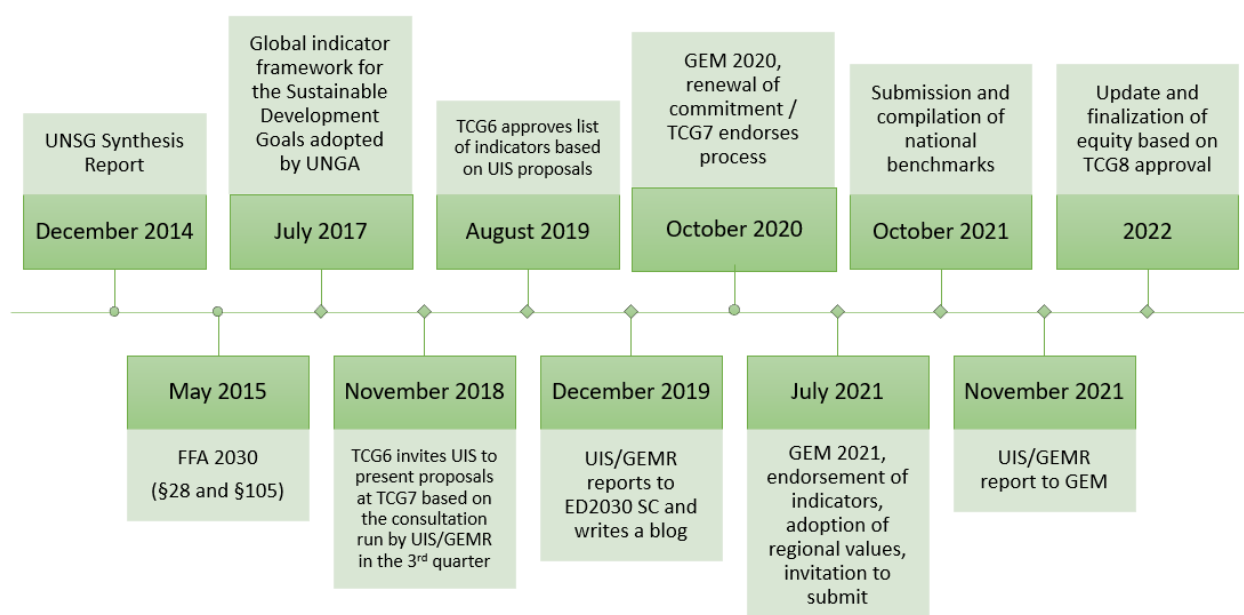 UNSG Synthesis
Report
December 2014
Global indicator
framework for
the Sustainable
Development
Goals adopted
by UNGA
July 2017
TCG6 approves list
of indicators based
on UIS proposals
August 2019
GEM 2020,
renewal of
commitment /
TCG7 endorses
process
October 2020
Submission and
compilation of
national
benchmarks
October 2021
Update and
finalization of
equity based on
TCG8 approval
2022
May 2015
FFA 2030
(§28 and §105)
November 2018
TCG6 invites UIS to
present proposals
at TCG7 based on
the consultation
run by UIS/GEMR
in the 3rd quarter
December 2019
UIS/GEMR
reports to
ED2030 SC and
writes a blog
July 2021
GEM 2021,
endorsement of
indicators,
adoption of
regional values,
invitation to
submit
November 2021
UIS/GEMR
report to GEM